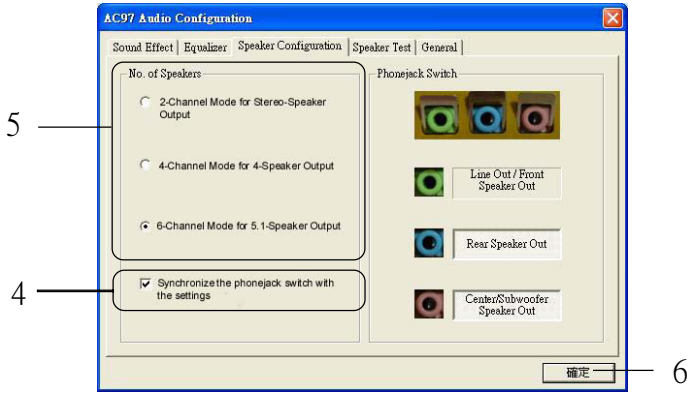 AC97 Audio Configuration
Sound Effect
Equalizer
Speaker Configuration
Speaker Test
General
No. of Speakers
2-Channel Mode for Stereo-Speaker
Output
4-Channel Mode for 4-Speaker Output
6-Channel Mode for 5.1-Speaker Output
5
Synchronize the phonejack switch with
the settings
4
Phonejack Switch
Line Out / Front
Speaker Out
Rear Speaker Out
Center/Subwoofer
Speaker Out
確定
6